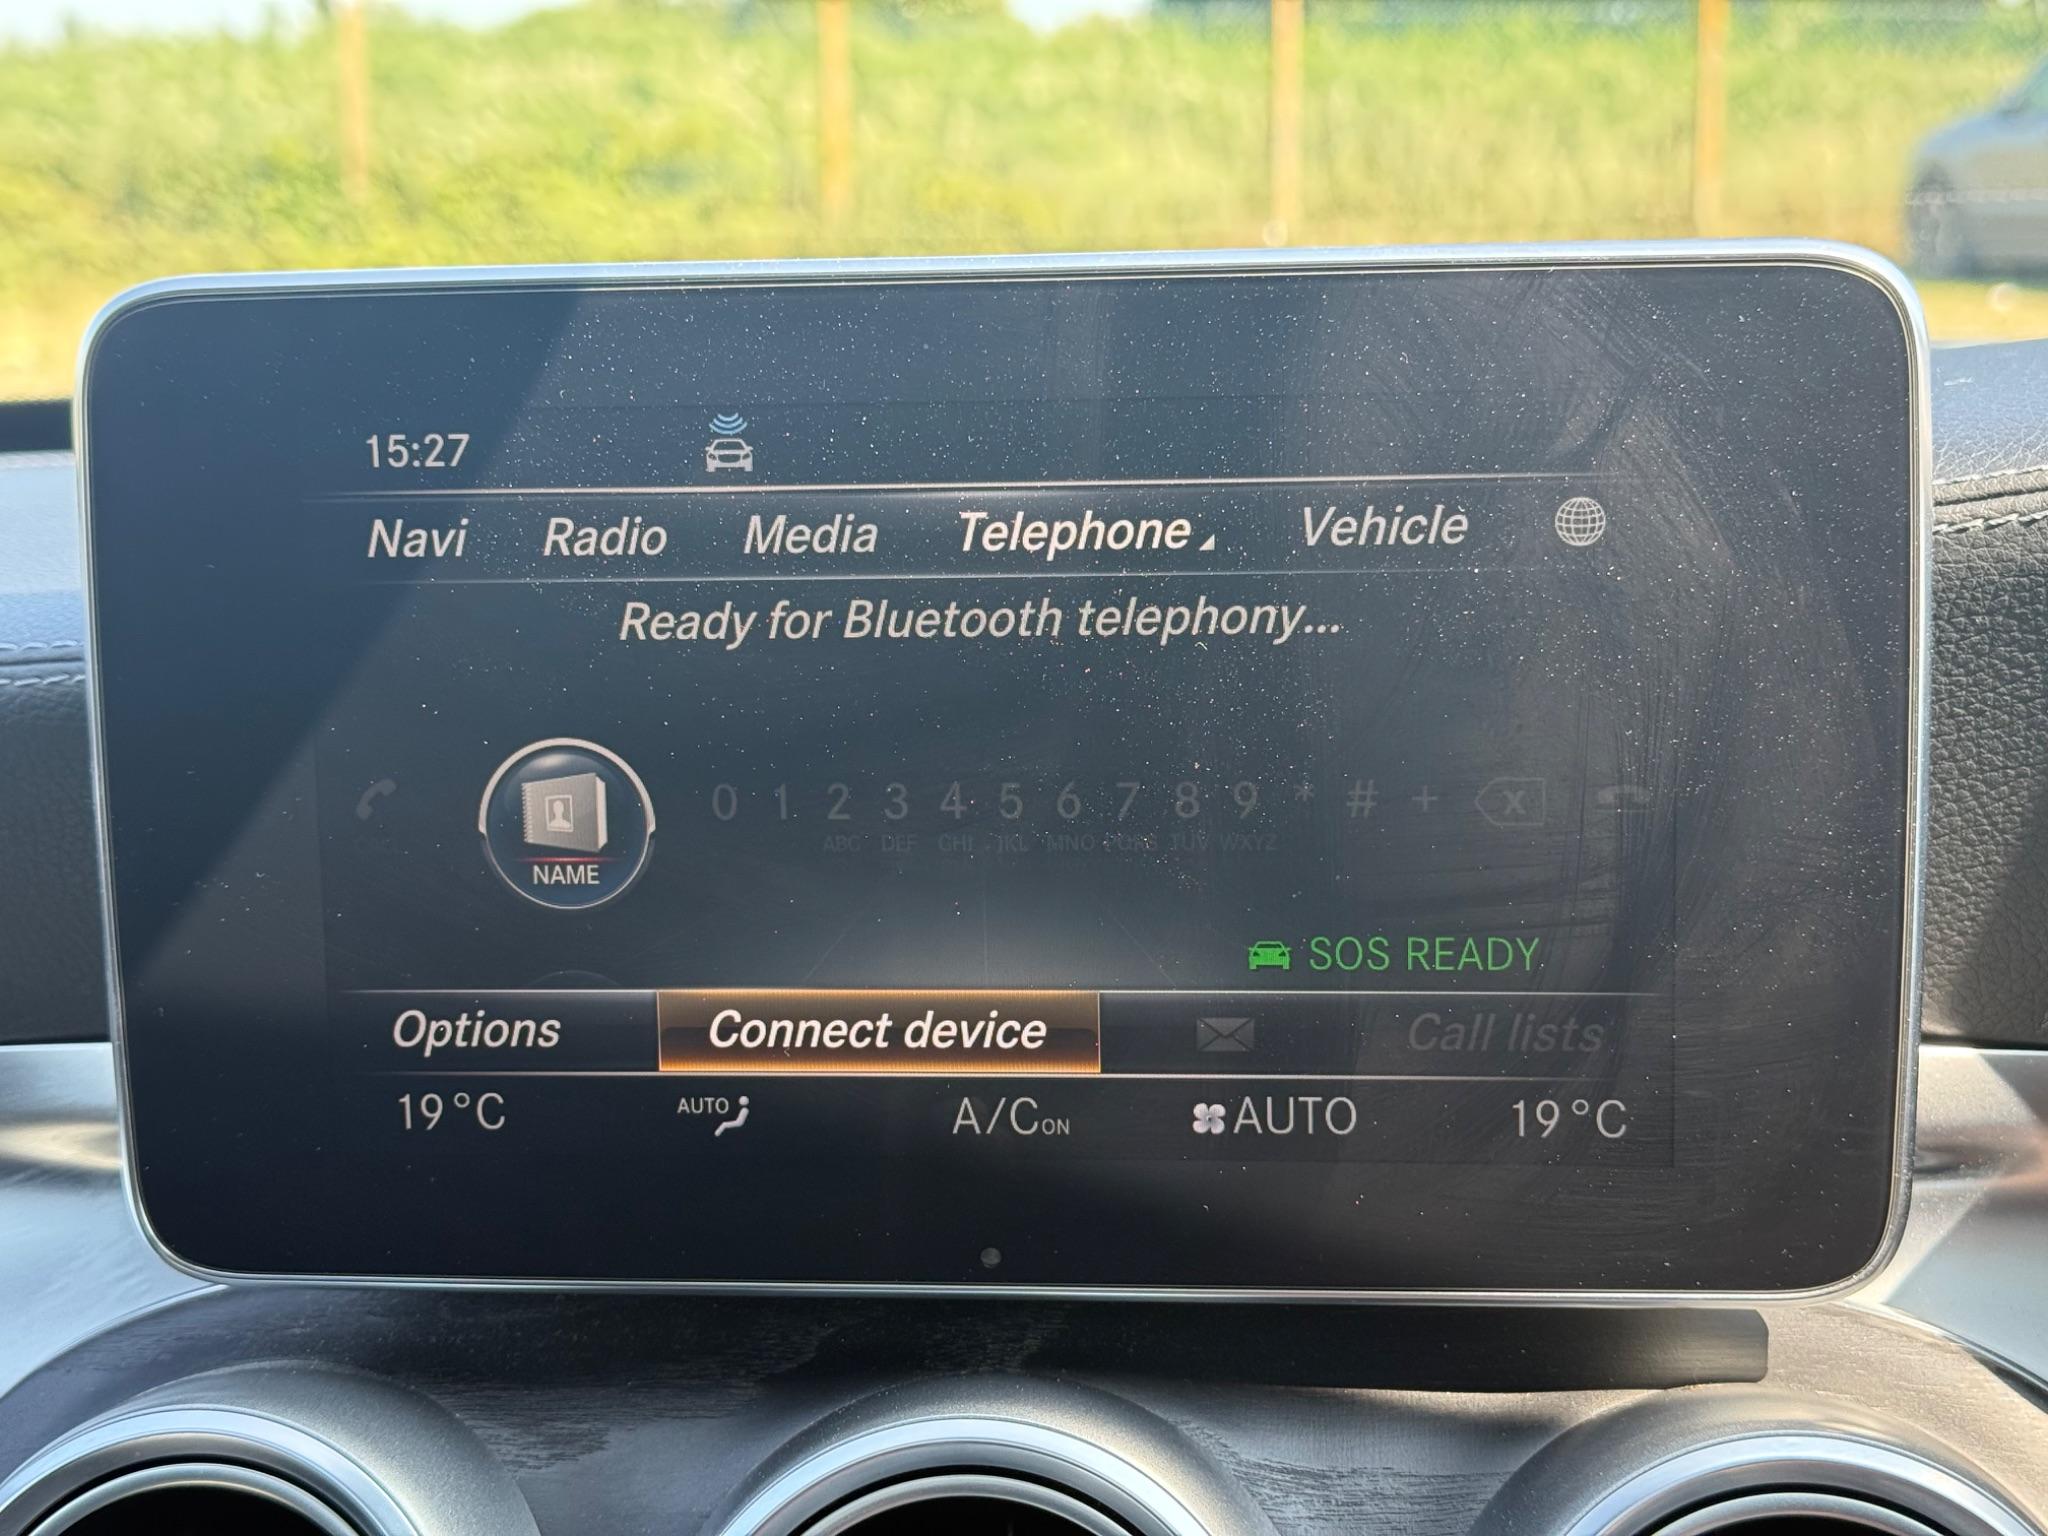 15:27
Navi Radio Media Telephone Vehicle
Ready for Bluetooth telephony...
0 1 2 3 4 5 6 7 8 9 * # + X
ABC DEF GHI JKL MNO PQRS TUV WXYZ
NAME
SOS READY
Options Connect device Call lists
19°C AUTO A/C ON AUTO 19°C